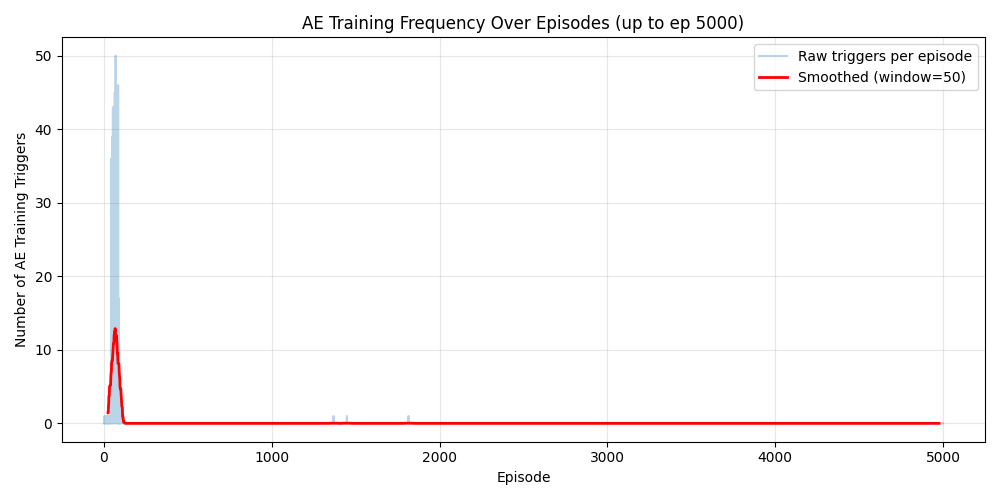 AE Training Frequency Over Episodes (up to ep 5000)
Raw triggers per episode
Smoothed (window=50)
Number of AE Training Triggers
50
40
30
20
10
0
0 1000 2000 3000 4000 5000
Episode